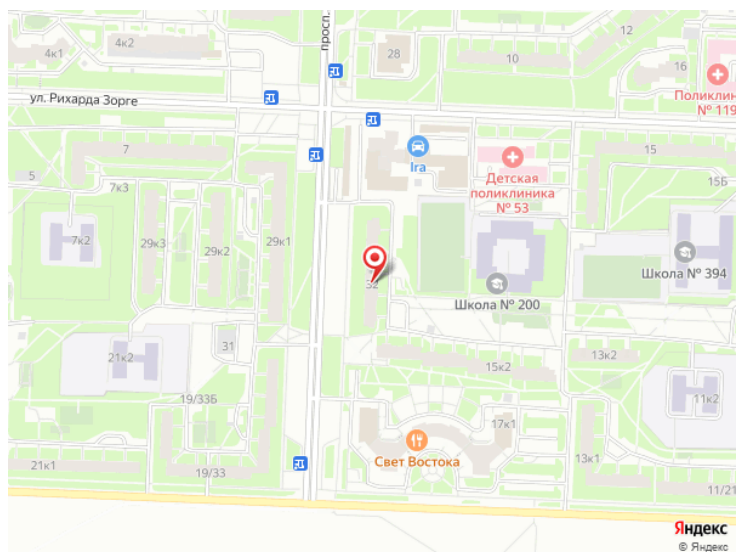 4к2
4к1
просп.
28
10
12
16
Поликлини
№ 119
ул. Рихарда Зорге
Ira
7
15
5
7к3
Детская
поликлиника
№ 53
15Б
7к2
29к3
29к2
29к1
Школа № 394
32
Школа № 200
31
21к2
15к2
13к2
19/33Б
11к2
17к1
Свет Востока
21к1
19/33
13к1
11/21
Яндекс
© Яндекс